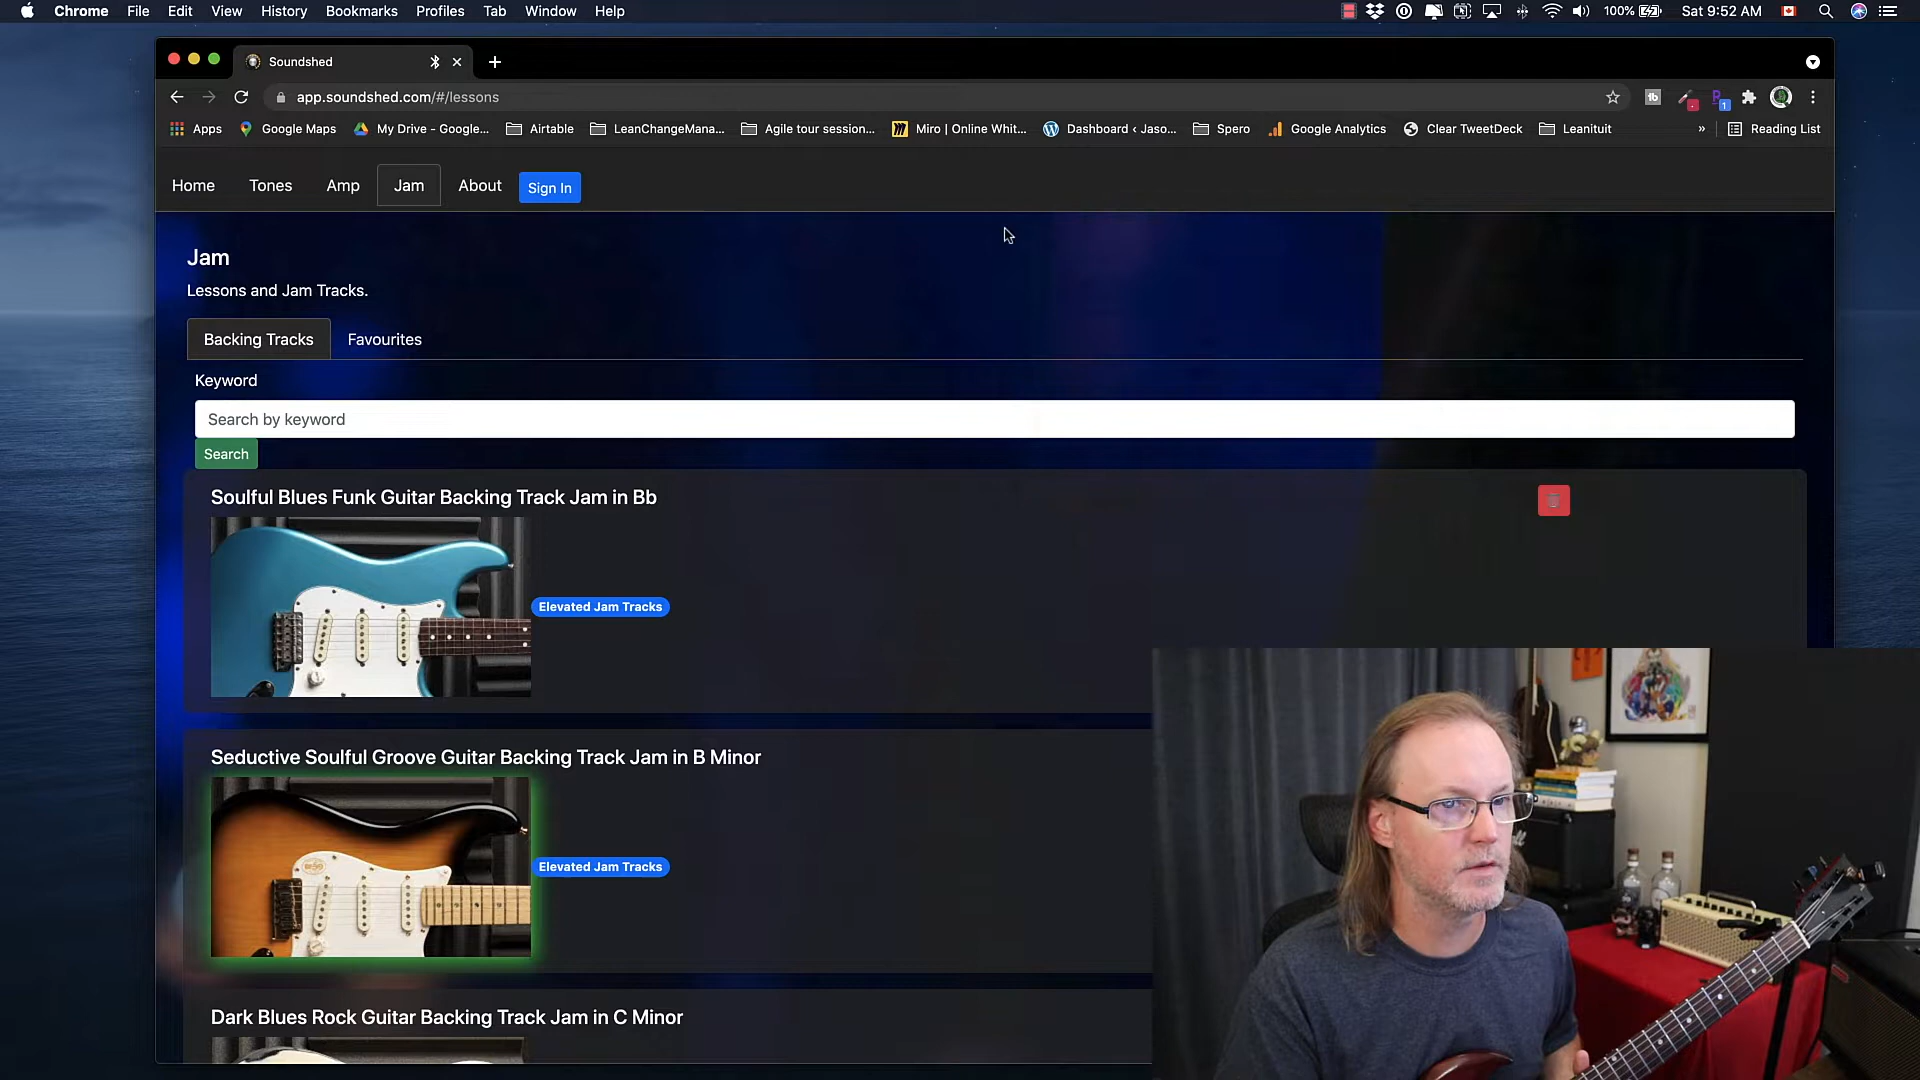 Chrome File Edit View History Bookmarks Profiles Tab Window Help 100% Sat 9:52 AM
Soundshed
app.soundshed.com/#/lessons
Apps Google Maps My Drive - Google... Airtable LeanChangeMana... Agile tour session... Miro | Online Whit... Dashboard ‹ Jaso... Spero Google Analytics Clear TweetDeck Leanituit » Reading List
Home Tones Amp Jam About Sign In
Jam
Lessons and Jam Tracks.
Backing Tracks Favourites
Keyword
Search by keyword
Search
Soulful Blues Funk Guitar Backing Track Jam in Bb
Elevated Jam Tracks
Seductive Soulful Groove Guitar Backing Track Jam in B Minor
Elevated Jam Tracks
Dark Blues Rock Guitar Backing Track Jam in C Minor